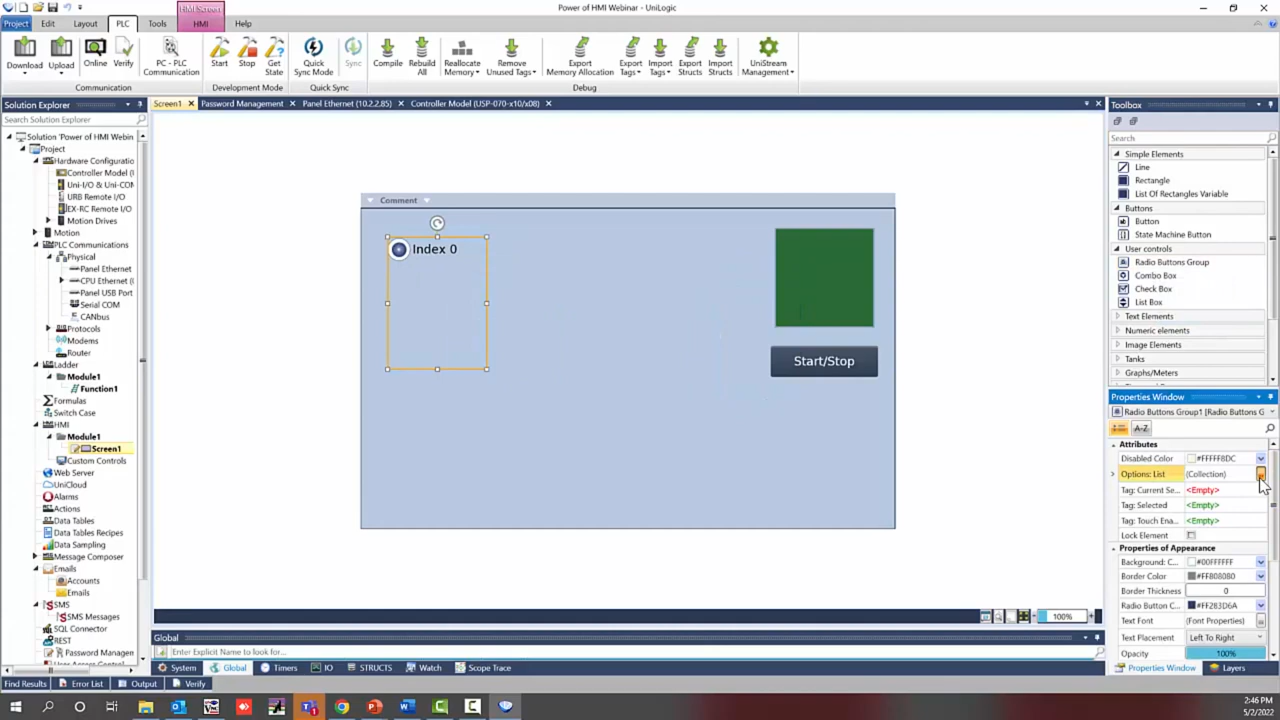 Power of HMI Webinar - UniLogic
HMI Screen
Project Edit Layout PLC Tools HMI Help
Download Upload Online Verify PC - PLC Communication Start Stop Get State Quick Sync Mode Sync Compile Rebuild All Reallocate Memory Remove Unused Tags Export Memory Allocation Export Tags Import Tags Export Structs Import Structs UniStream Management
Communication Development Mode Quick Sync Debug
Solution Explorer
Screen1 Password Management Panel Ethernet (10.2.2.85) Controller Model (USP-070-x10/x08)
Search Solution Explorer
Solution 'Power of HMI Webin
Project
Hardware Configuratio
Controller Model (
Uni-I/O & Uni-COM
URB Remote I/O
EX-RC Remote I/O
Motion Drives
Motion
PLC Communications
Physical
Panel Ethernet
CPU Ethernet (
Panel USB Port
Serial COM
CANbus
Protocols
Modems
Router
Ladder
Module1
Function1
Formulas
Switch Case
HMI
Module1
Screen1
Custom Controls
Web Server
UniCloud
Alarms
Actions
Data Tables
Data Tables Recipes
Data Sampling
Message Composer
Emails
Accounts
Emails
SMS
SMS Messages
SQL Connector
REST
Password Managem
Find Results Error List Output Verify
Comment
Index 0
Start/Stop
100%
Global
Enter Explicit Name to look for...
System Global Timers IO STRUCTS Watch Scope Trace
Toolbox
Search
Simple Elements
Line
Rectangle
List Of Rectangles Variable
Buttons
Button
State Machine Button
User controls
Radio Buttons Group
Combo Box
Check Box
List Box
Text Elements
Numeric elements
Image Elements
Tanks
Graphs/Meters
Properties Window
Radio Buttons Group1 [Radio Buttons G
A-Z
Attributes
Disabled Color #FFFFF8DC
Options: List (Collection)
Tag: Current Se... <Empty>
Tag: Selected <Empty>
Tag: Touch Ena... <Empty>
Lock Element
Properties of Appearance
Background: C... #00FFFFFF
Border Color #FF808080
Border Thickness 0
Radio Button C... #FF283D6A
Text Font (Font Properties)
Text Placement Left To Right
Opacity 100%
Properties Window Layers
2:46 PM
5/2/2022